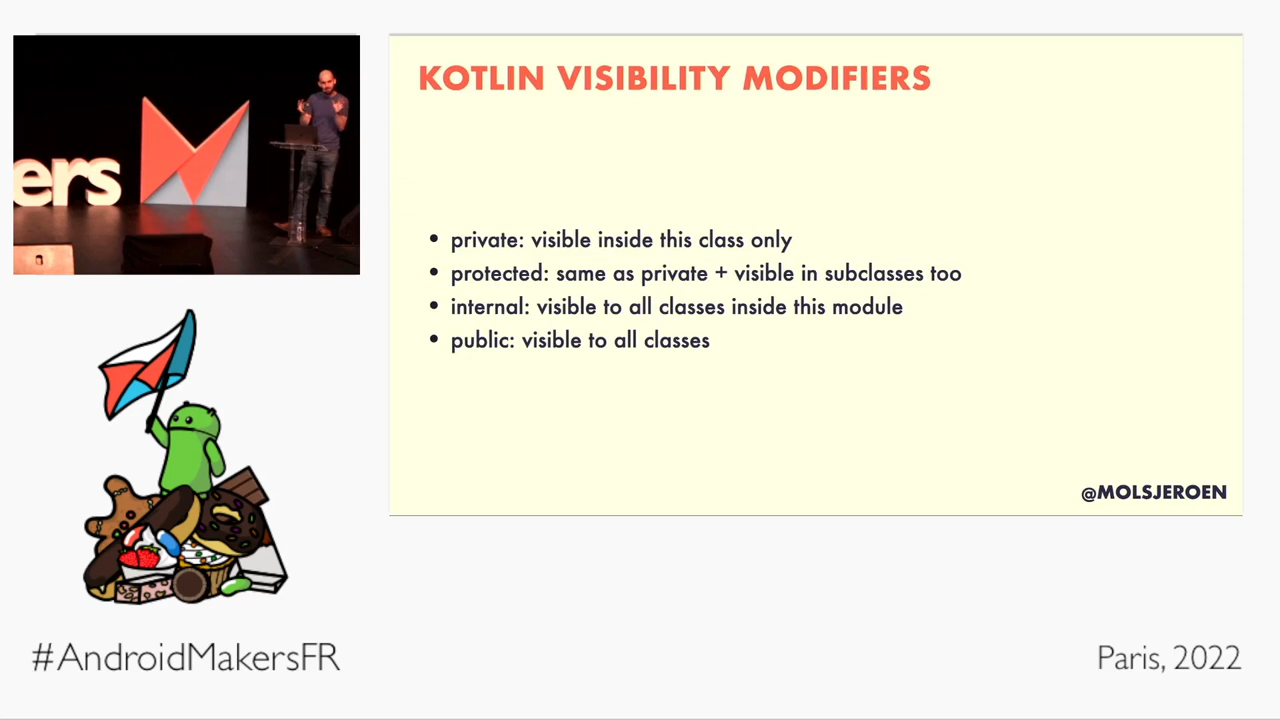 KOTLIN VISIBILITY MODIFIERS
ers
• private: visible inside this class only
• protected: same as private + visible in subclasses too
• internal: visible to all classes inside this module
• public: visible to all classes
@MOLSJEROEN
#AndroidMakersFR
Paris, 2022